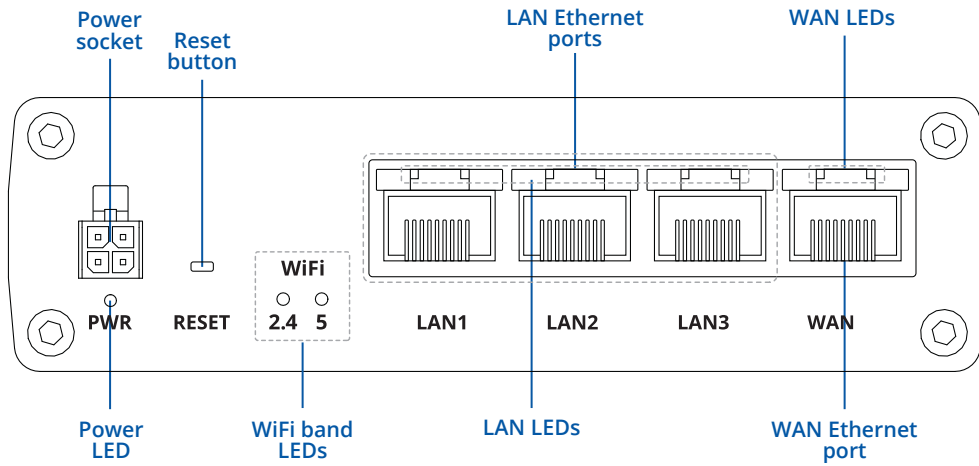 Power
socket
Reset
button
LAN Ethernet
ports
WAN LEDs
WiFi
2.4 5
PWR
RESET
LAN1
LAN2
LAN3
WAN
Power
LED
WiFi band
LEDs
LAN LEDs
WAN Ethernet
port